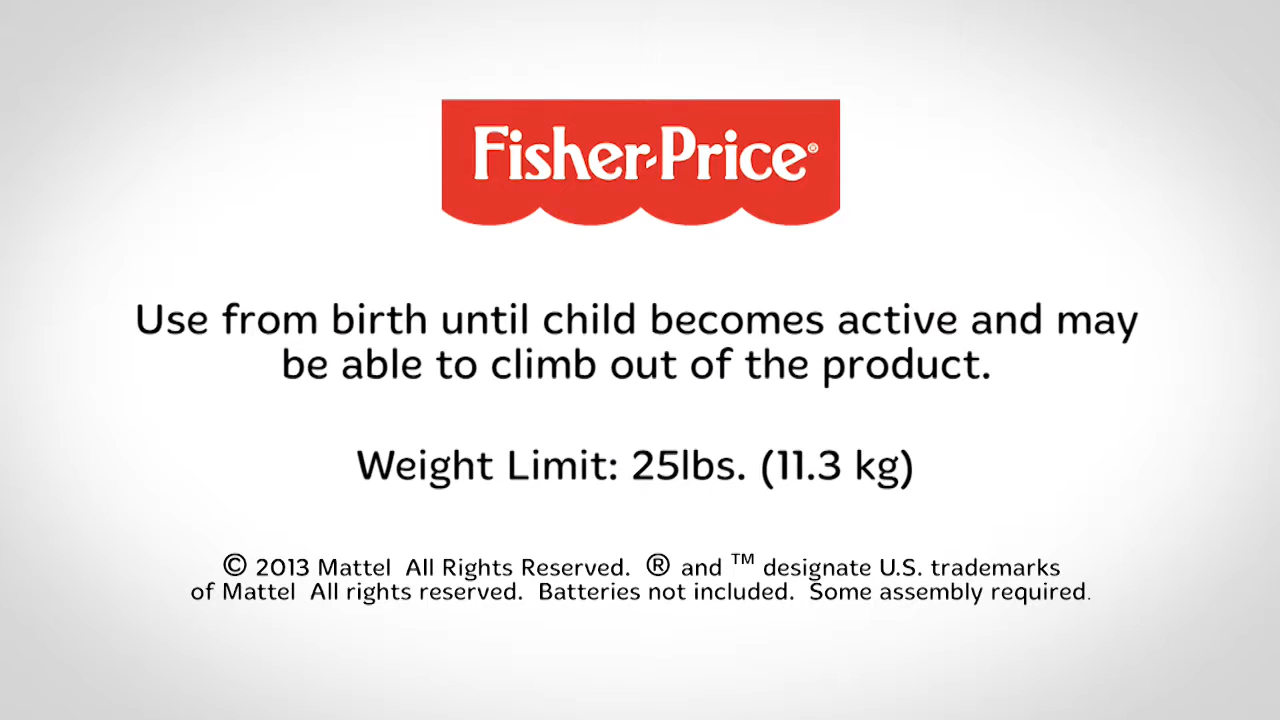 Fisher-Price®
Use from birth until child becomes active and may
be able to climb out of the product.
Weight Limit: 25lbs. (11.3 kg)
© 2013 Mattel  All Rights Reserved.  ® and ™ designate U.S. trademarks
of Mattel  All rights reserved.  Batteries not included.  Some assembly required.